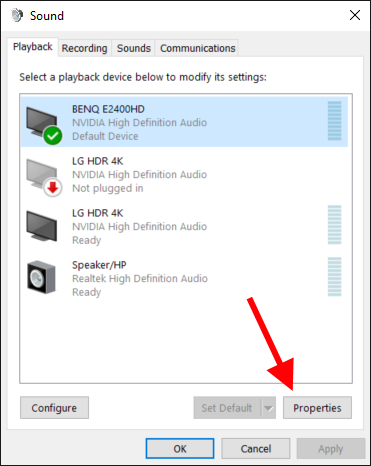 Sound
Playback Recording Sounds Communications
Select a playback device below to modify its settings:
BENQ E2400HD
NVIDIA High Definition Audio
Default Device
LG HDR 4K
NVIDIA High Definition Audio
Not plugged in
LG HDR 4K
NVIDIA High Definition Audio
Ready
Speaker/HP
Realtek High Definition Audio
Ready
Configure Set Default Properties
OK Cancel Apply